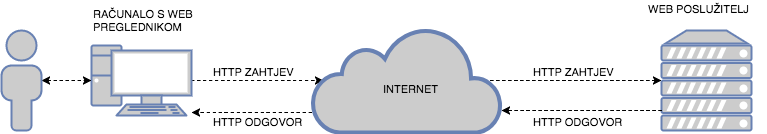 RAČUNALO S WEB
PREGLEDNIKOM
WEB POSLUŽITELJ
HTTP ZAHTJEV
HTTP ZAHTJEV
INTERNET
HTTP ODGOVOR
HTTP ODGOVOR